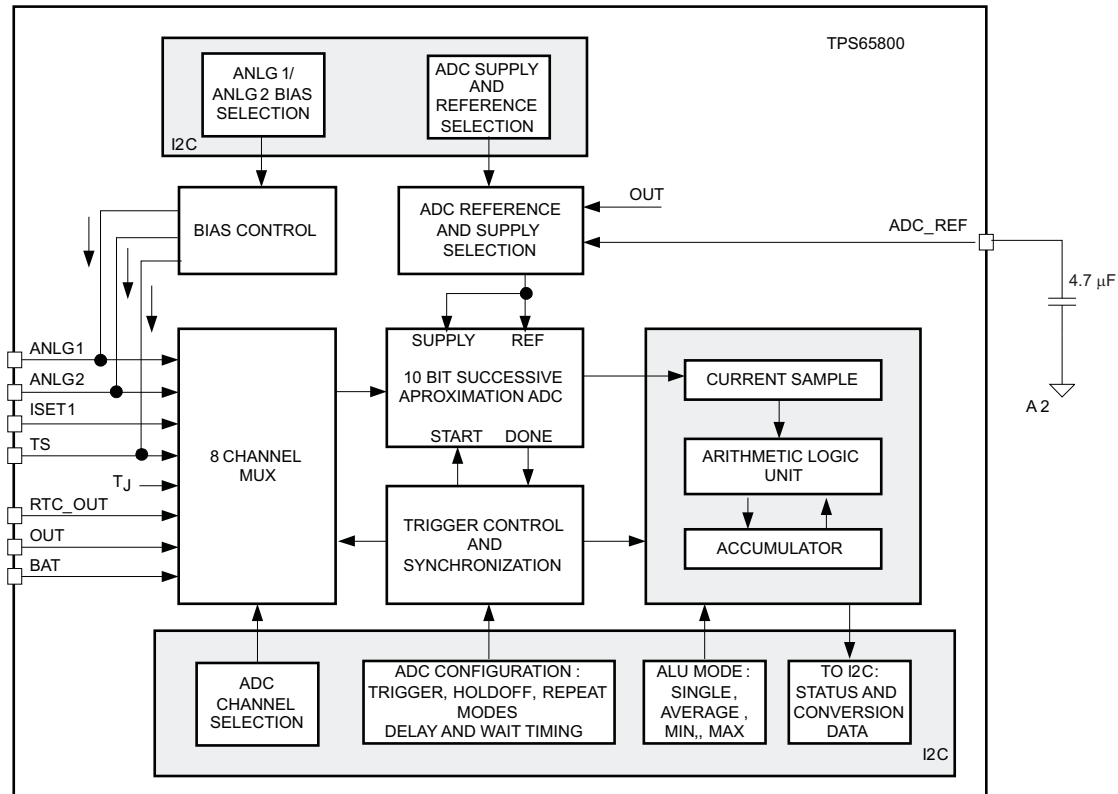 TPS65800
ANLG 1/
ANLG 2 BIAS
SELECTION
ADC SUPPLY
AND
REFERENCE
SELECTION
I2C
BIAS CONTROL
ADC REFERENCE
AND SUPPLY
SELECTION
OUT
ADC_REF
4.7 μF
A 2
ANLG1
ANLG2
ISET1
TS
TJ
RTC_OUT
OUT
BAT
8 CHANNEL
MUX
SUPPLY REF
10 BIT SUCCESSIVE
APROXIMATION ADC
START DONE
TRIGGER CONTROL
AND
SYNCHRONIZATION
CURRENT SAMPLE
ARITHMETIC LOGIC
UNIT
ACCUMULATOR
ADC
CHANNEL
SELECTION
ADC CONFIGURATION :
TRIGGER, HOLDOFF, REPEAT
MODES
DELAY AND WAIT TIMING
ALU MODE :
SINGLE ,
AVERAGE ,
MIN,, MAX
TO I2C:
STATUS AND
CONVERSION
DATA
I2C